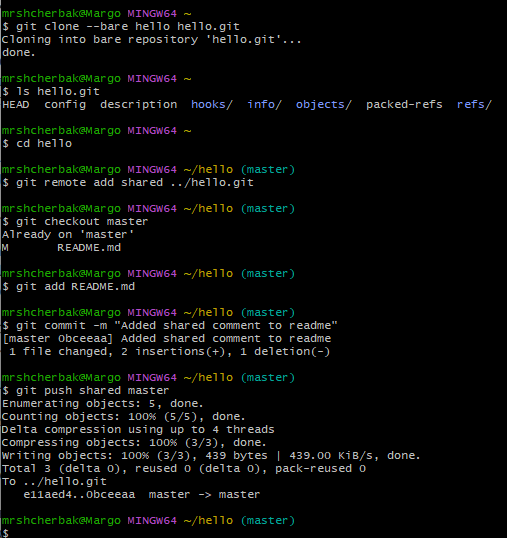 mrshcherbak@Margo MINGW64 ~
$ git clone --bare hello hello.git
Cloning into bare repository 'hello.git'...
done.
mrshcherbak@Margo MINGW64 ~
$ ls hello.git
HEAD  config  description  hooks/  info/  objects/  packed-refs  refs/
mrshcherbak@Margo MINGW64 ~
$ cd hello
mrshcherbak@Margo MINGW64 ~/hello (master)
$ git remote add shared ../hello.git
mrshcherbak@Margo MINGW64 ~/hello (master)
$ git checkout master
Already on 'master'
M       README.md
mrshcherbak@Margo MINGW64 ~/hello (master)
$ git add README.md
mrshcherbak@Margo MINGW64 ~/hello (master)
$ git commit -m "Added shared comment to readme"
[master 0bceeaa] Added shared comment to readme
 1 file changed, 2 insertions(+), 1 deletion(-)
mrshcherbak@Margo MINGW64 ~/hello (master)
$ git push shared master
Enumerating objects: 5, done.
Counting objects: 100% (5/5), done.
Delta compression using up to 4 threads
Compressing objects: 100% (3/3), done.
Writing objects: 100% (3/3), 439 bytes | 439.00 KiB/s, done.
Total 3 (delta 0), reused 0 (delta 0), pack-reused 0
To ../hello.git
   e11aed4..0bceeaa  master -> master
mrshcherbak@Margo MINGW64 ~/hello (master)
$